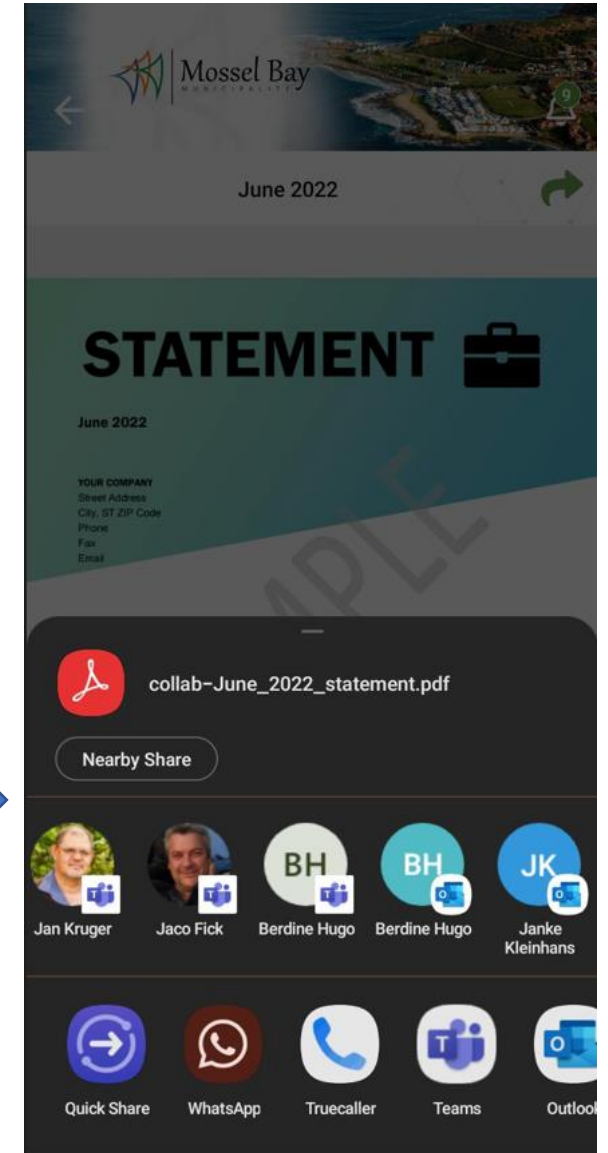 Mossel Bay
MUNICIPALITY
9
June 2022
STATEMENT
June 2022
YOUR COMPANY
Street Address
City, ST ZIP Code
Phone
Fax
Email
MPLE
collab-June_2022_statement.pdf
Nearby Share
BH
BH
JK
Jan Kruger
Jaco Fick
Berdine Hugo
Berdine Hugo
Janke
Kleinhans
Quick Share
WhatsApp
Truecaller
Teams
Outlook